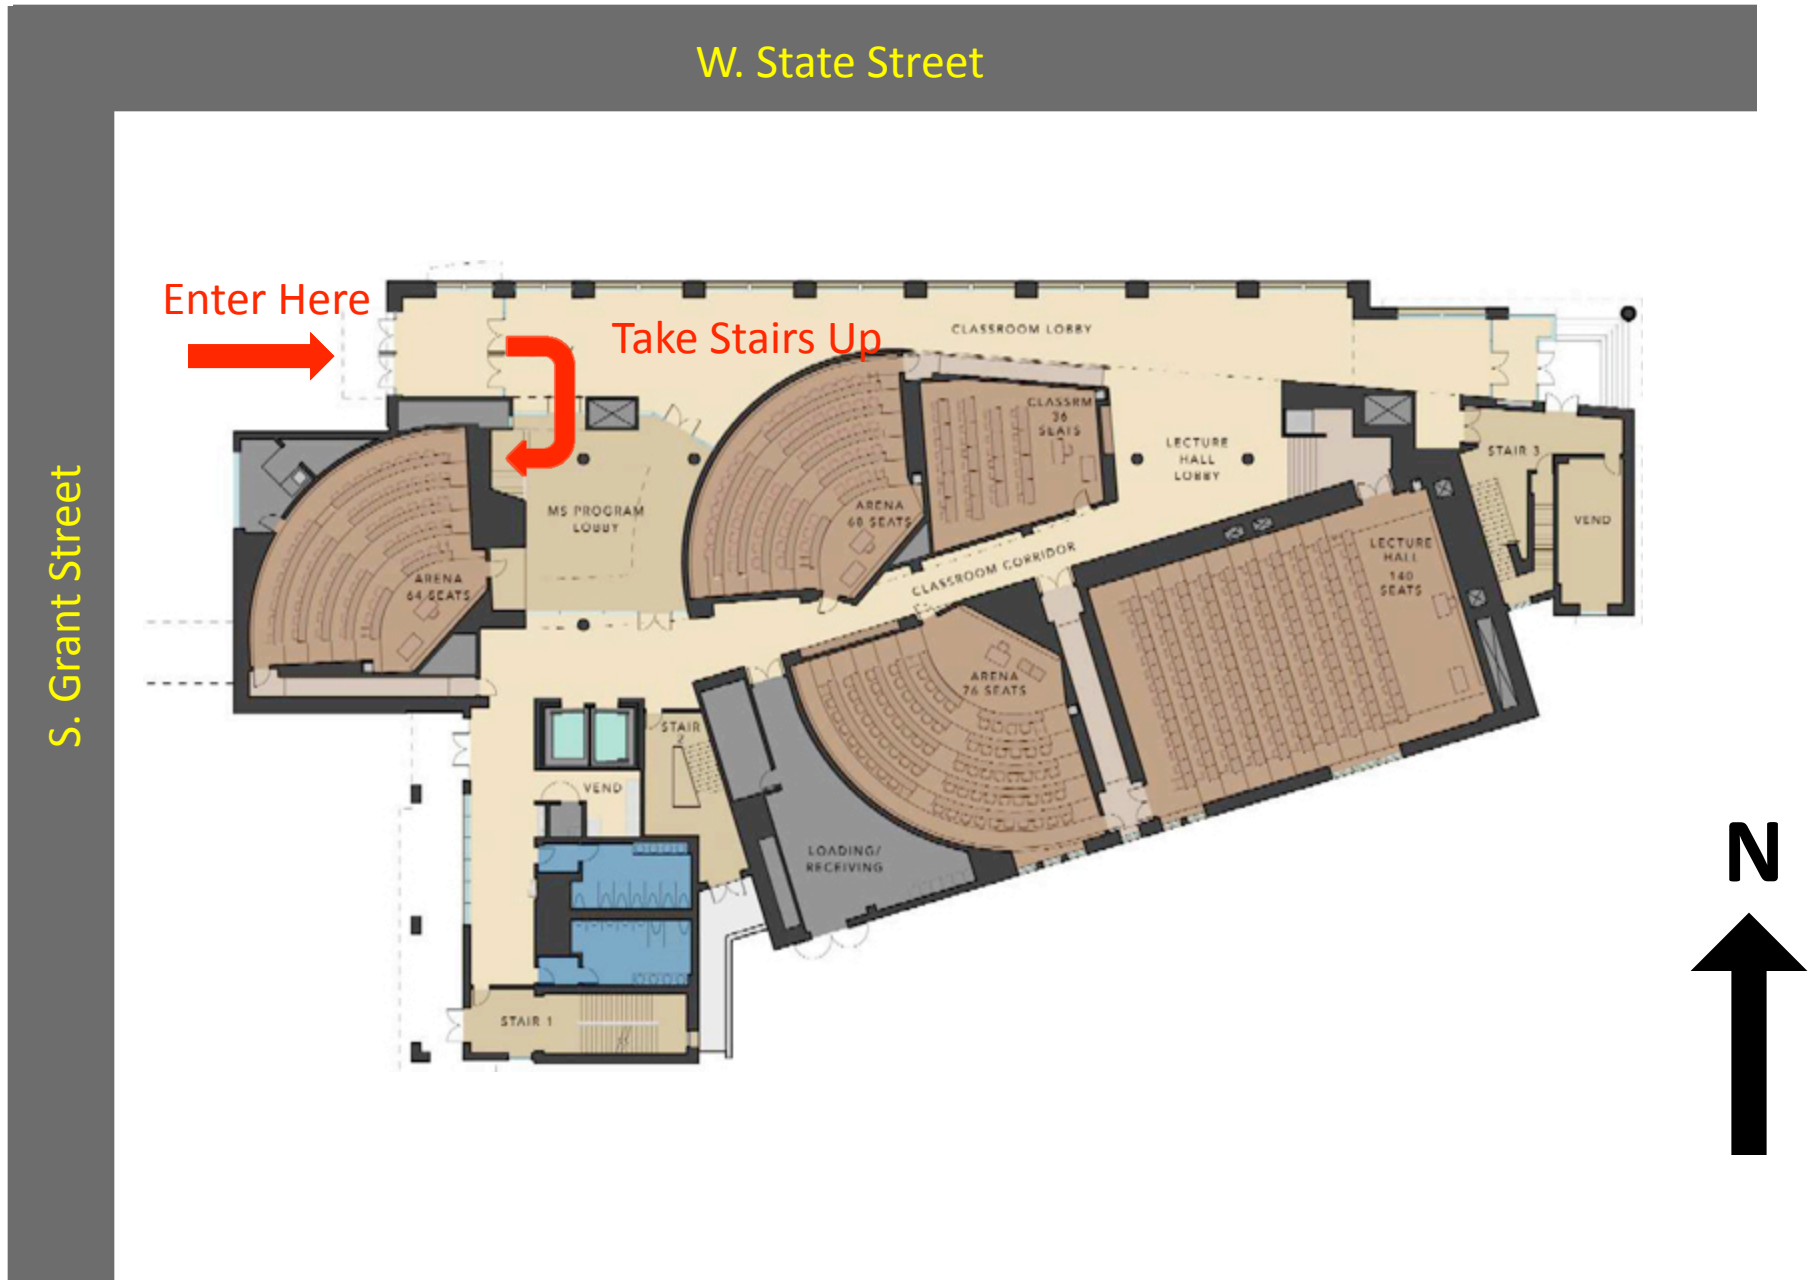 W. State Street
S. Grant Street
Enter Here
Take Stairs Up
CLASSROOM LOBBY
CLASSRM
36
SEATS
LECTURE
HALL
LOBBY
STAIR 3
VEND
MS PROGRAM
LOBBY
ARENA
68 SEATS
ARENA
64 SEATS
CLASSROOM CORRIDOR
LECTURE
HALL
140
SEATS
ARENA
76 SEATS
STAIR
2
VEND
LOADING/
RECEIVING
STAIR 1
N